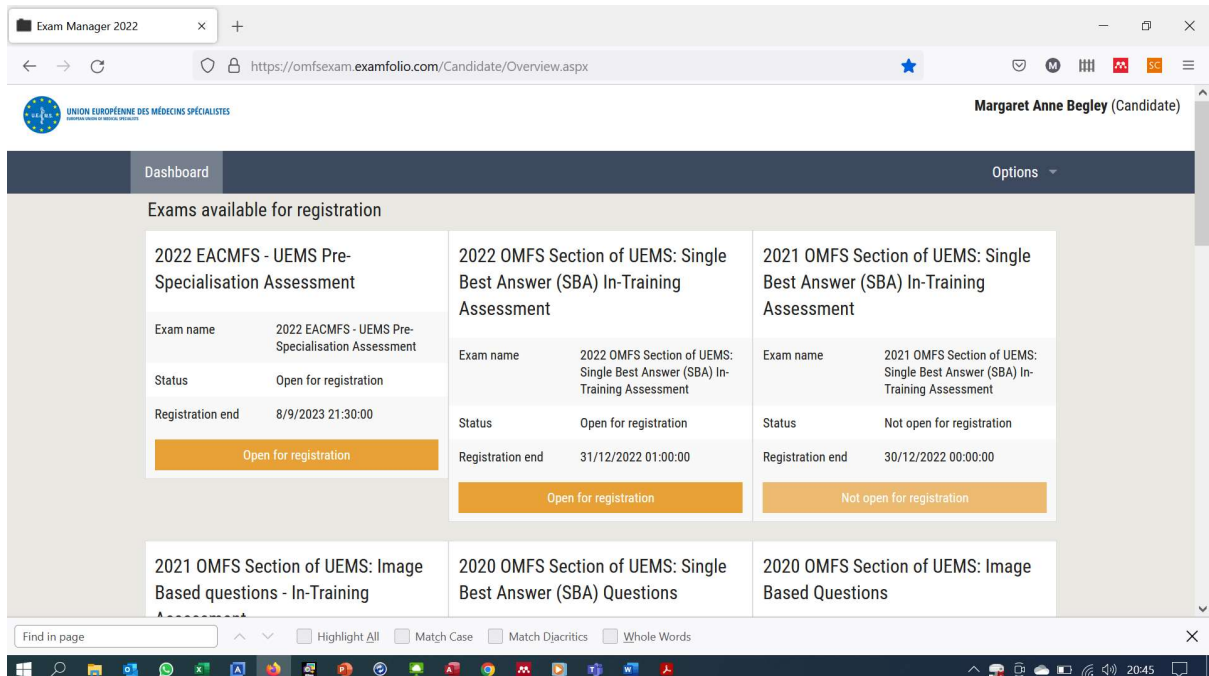 Exam Manager 2022
https://omfsexam.examfolio.com/Candidate/Overview.aspx
UNION EUROPÉENNE DES MÉDECINS SPÉCIALISTES
EUROPEAN UNION OF MEDICAL SPECIALISTS
Margaret Anne Begley (Candidate)
Dashboard
Options
Exams available for registration
2022 EACMFS - UEMS Pre-
Specialisation Assessment
Exam name
2022 EACMFS - UEMS Pre-
Specialisation Assessment
Status
Open for registration
Registration end
8/9/2023 21:30:00
Open for registration
2022 OMFS Section of UEMS: Single
Best Answer (SBA) In-Training
Assessment
Exam name
2022 OMFS Section of UEMS:
Single Best Answer (SBA) In-
Training Assessment
Status
Open for registration
Registration end
31/12/2022 01:00:00
Open for registration
2021 OMFS Section of UEMS: Single
Best Answer (SBA) In-Training
Assessment
Exam name
2021 OMFS Section of UEMS:
Single Best Answer (SBA) In-
Training Assessment
Status
Not open for registration
Registration end
30/12/2022 00:00:00
Not open for registration
2021 OMFS Section of UEMS: Image
Based questions - In-Training
Assessment
2020 OMFS Section of UEMS: Single
Best Answer (SBA) Questions
2020 OMFS Section of UEMS: Image
Based Questions
Find in page
Highlight All
Match Case
Match Diacritics
Whole Words
20:45